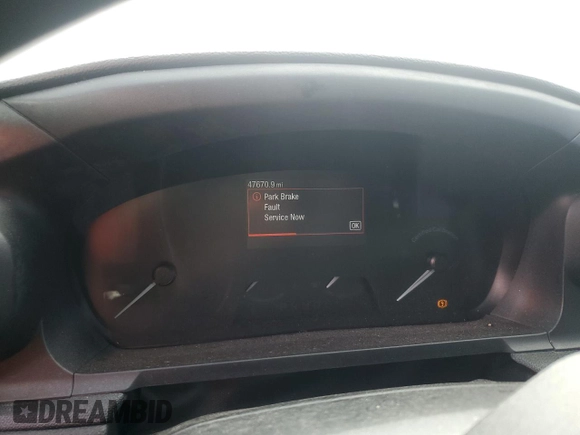 47670.9 mi
Park Brake
Fault
Service Now
OK
DREAMBID